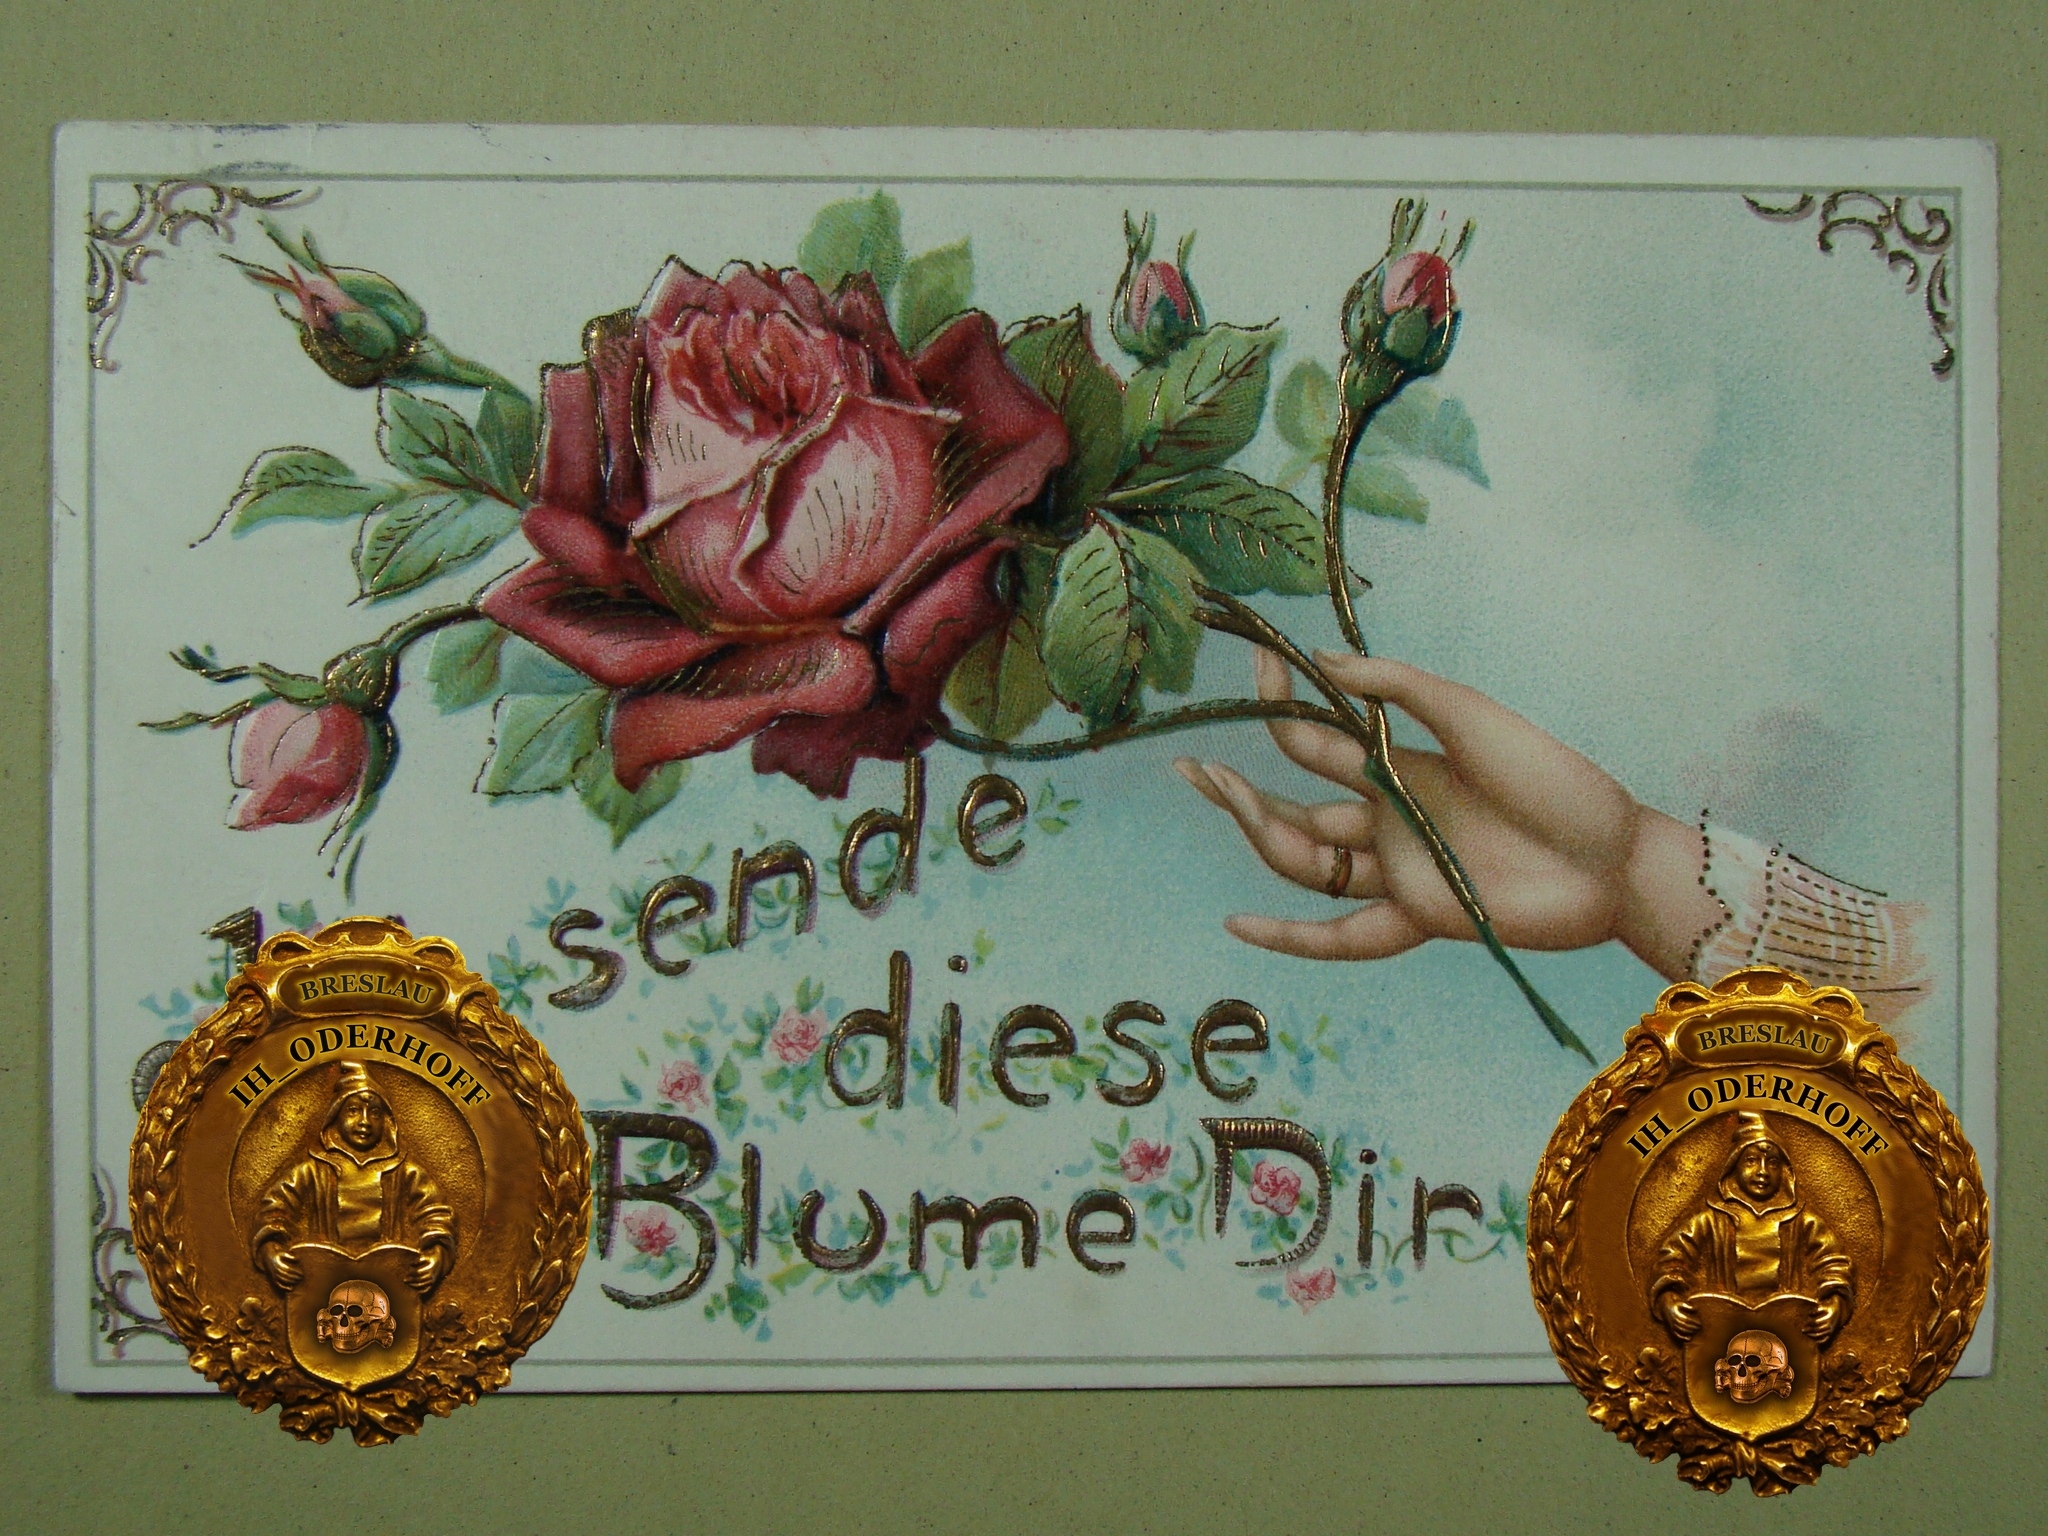 sende
diese
Blume Dir
BRESLAU
IH_ODERHOFF
BRESLAU
IH_ODERHOFF